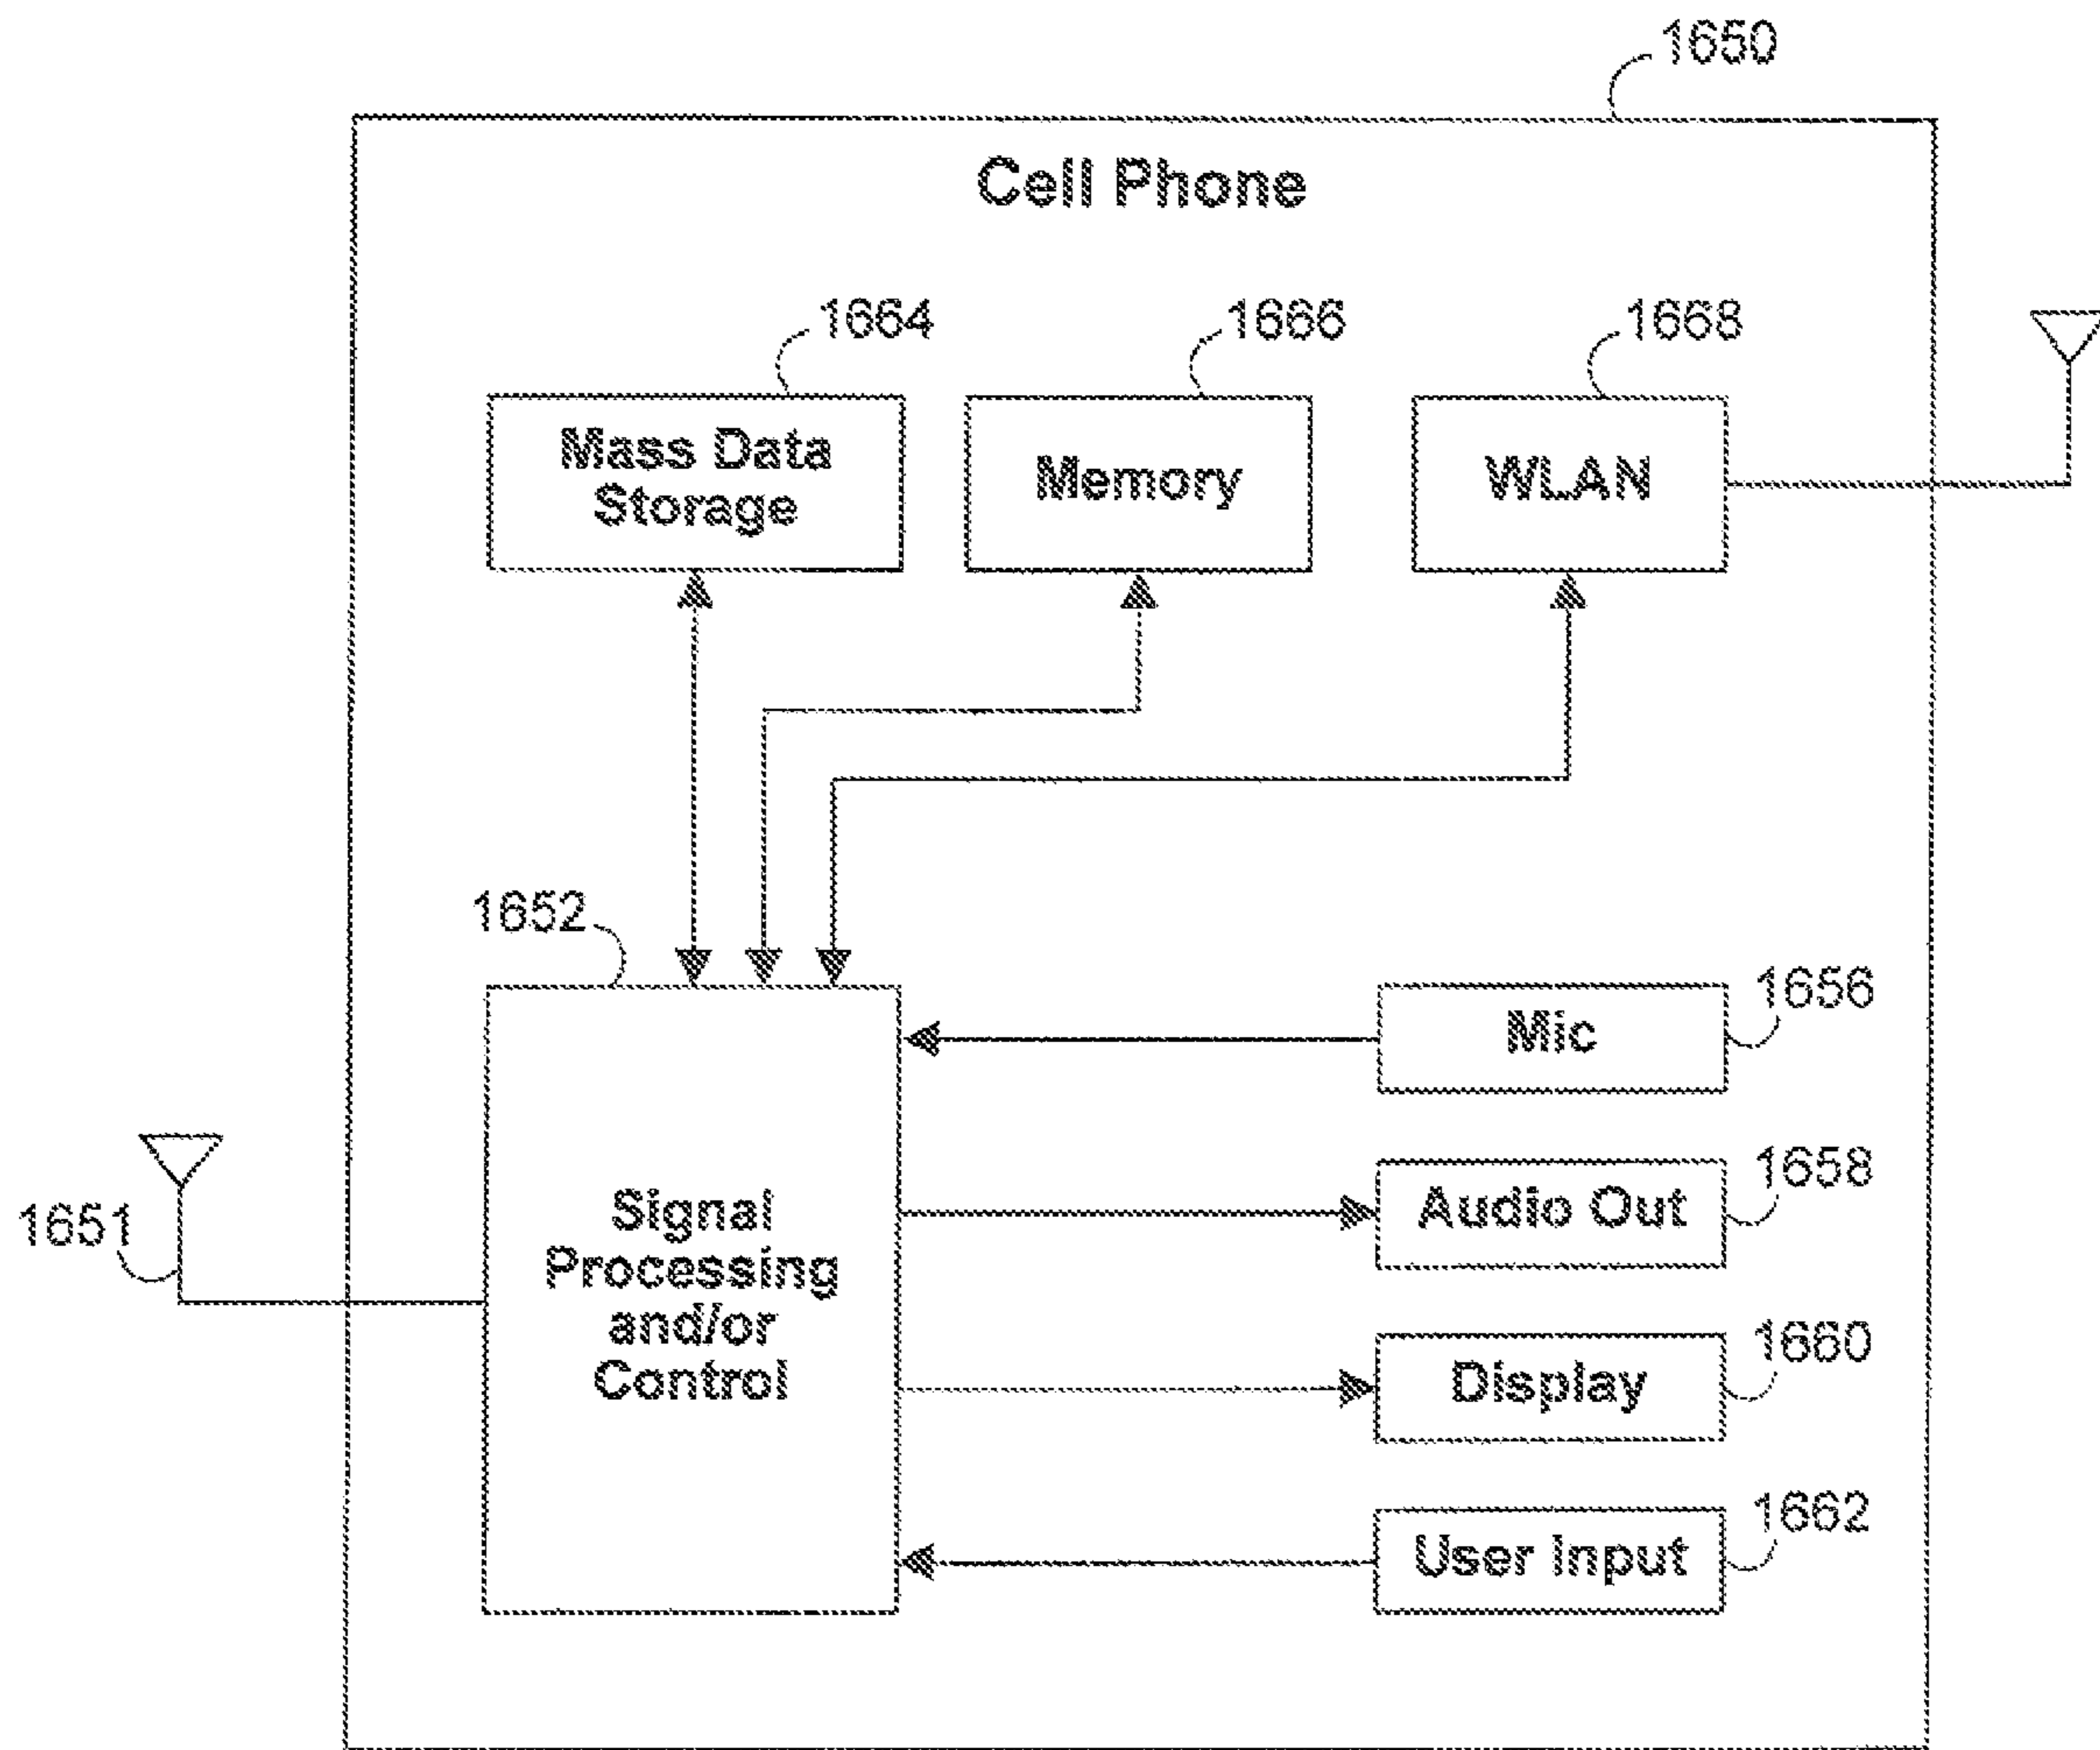 1650
Cell Phone
1664
1666
1668
Mass Data
Storage
Memory
WLAN
1652
Mic
1656
1651
Signal
Processing
and/or
Control
Audio Out
1658
Display
1660
User Input
1662